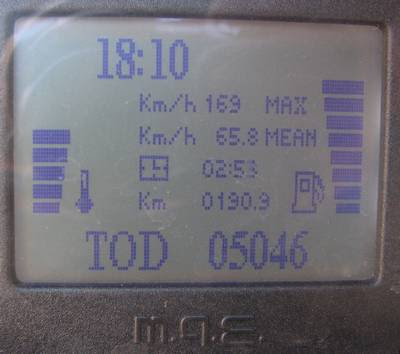 18:10
Km/h 169 MAX
Km/h 65.8 MEAN
02:53
Km 0190.9
TOD 05046
m.q.e.